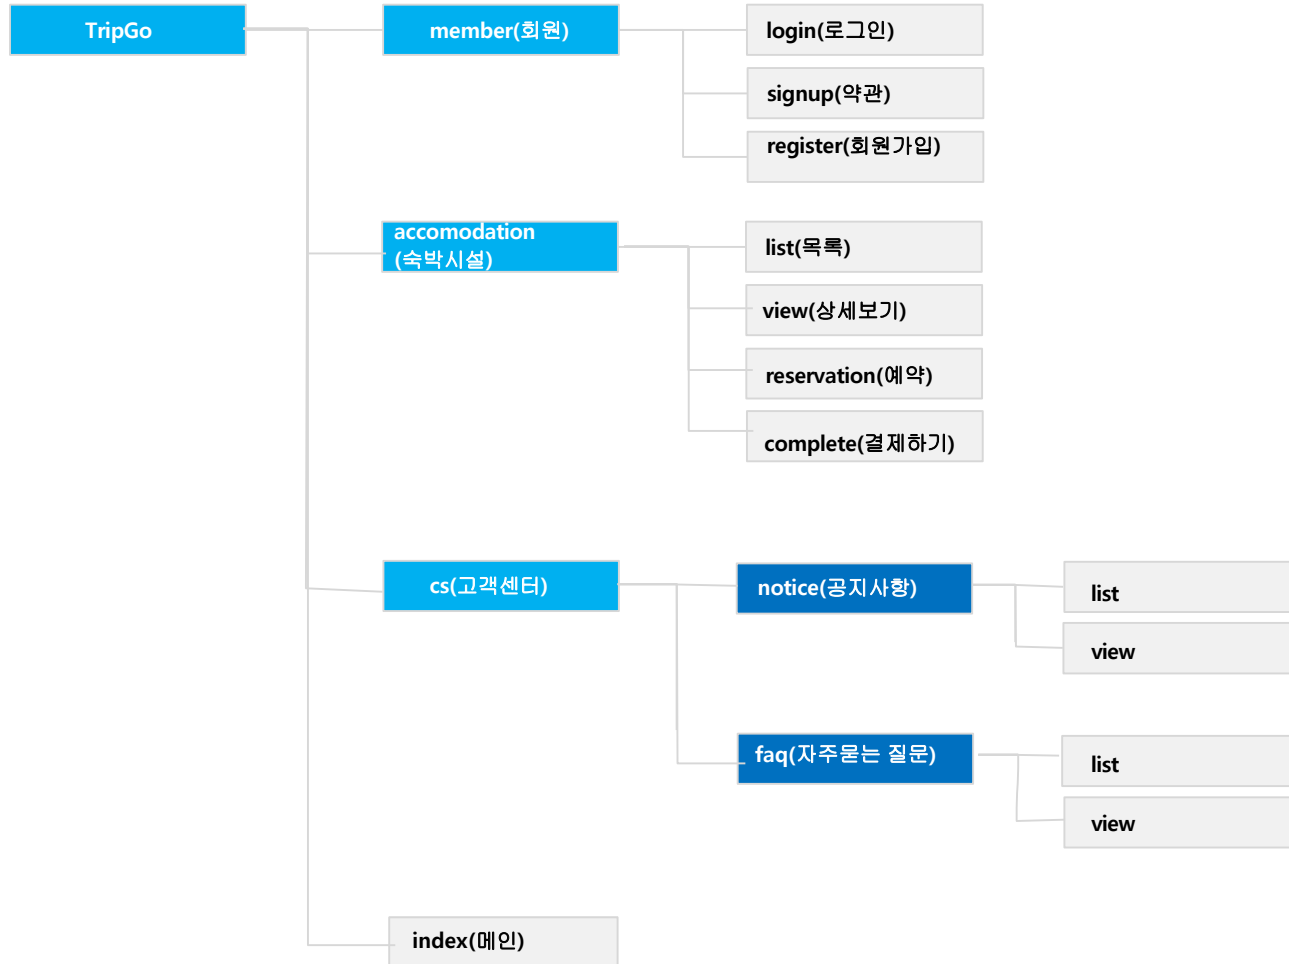 TripGo
member(회원)
login(로그인)
signup(약관)
register(회원가입)
accomodation
(숙박시설)
list(목록)
view(상세보기)
reservation(예약)
complete(결제하기)
cs(고객센터)
notice(공지사항)
list
view
faq(자주묻는 질문)
list
view
index(메인)